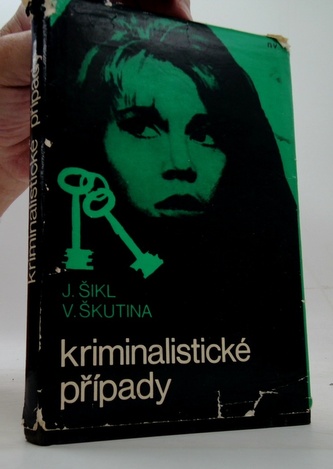 J. ŠIKL
V. ŠKUTINA
kriminalistické
případy
kriminalistické případy